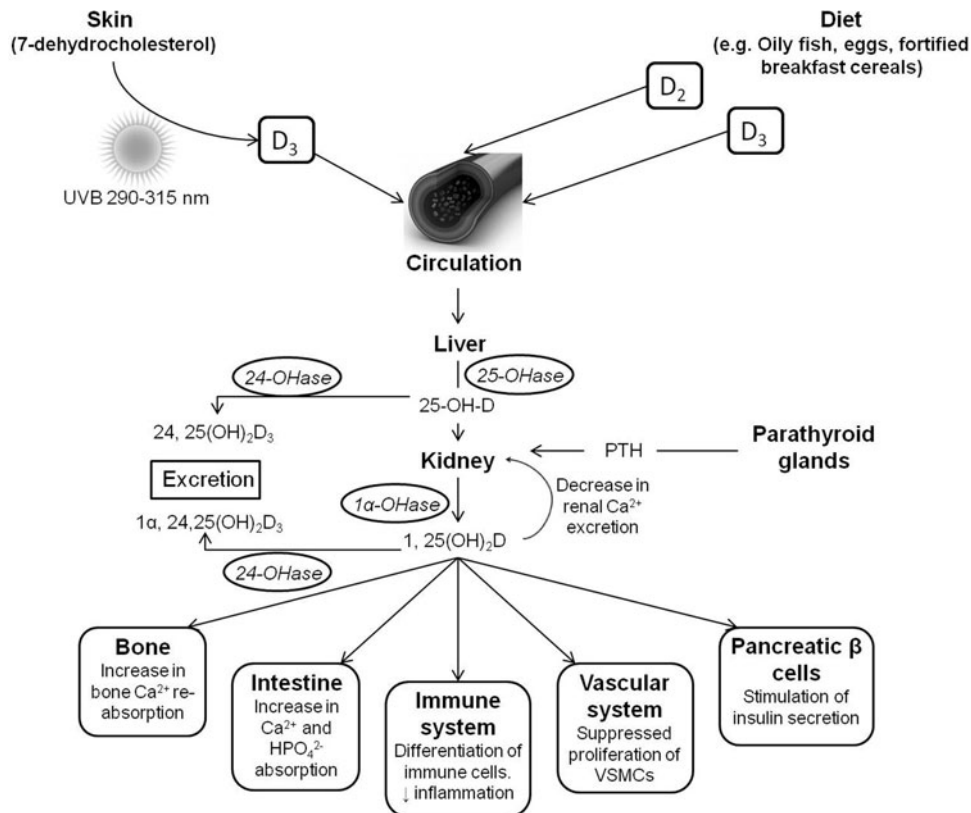 Skin
(7-dehydrocholesterol)
Diet
(e.g. Oily fish, eggs, fortified
breakfast cereals)
D₂
D₃
D₃
UVB 290-315 nm
Circulation
Liver
24-OHase
25-OHase
25-OH-D
24, 25(OH)₂D₃
Kidney
PTH
Parathyroid
glands
Excretion
1α-OHase
Decrease in
renal Ca²⁺
excretion
1α, 24,25(OH)₂D₃
1, 25(OH)₂D
24-OHase
Bone
Increase in
bone Ca²⁺ re-
absorption
Intestine
Increase in
Ca²⁺ and
HPO₄²⁻
absorption
Immune
system
Differentiation of
immune cells.
↓ inflammation
Vascular
system
Suppressed
proliferation of
VSMCs
Pancreatic β
cells
Stimulation of
insulin secretion